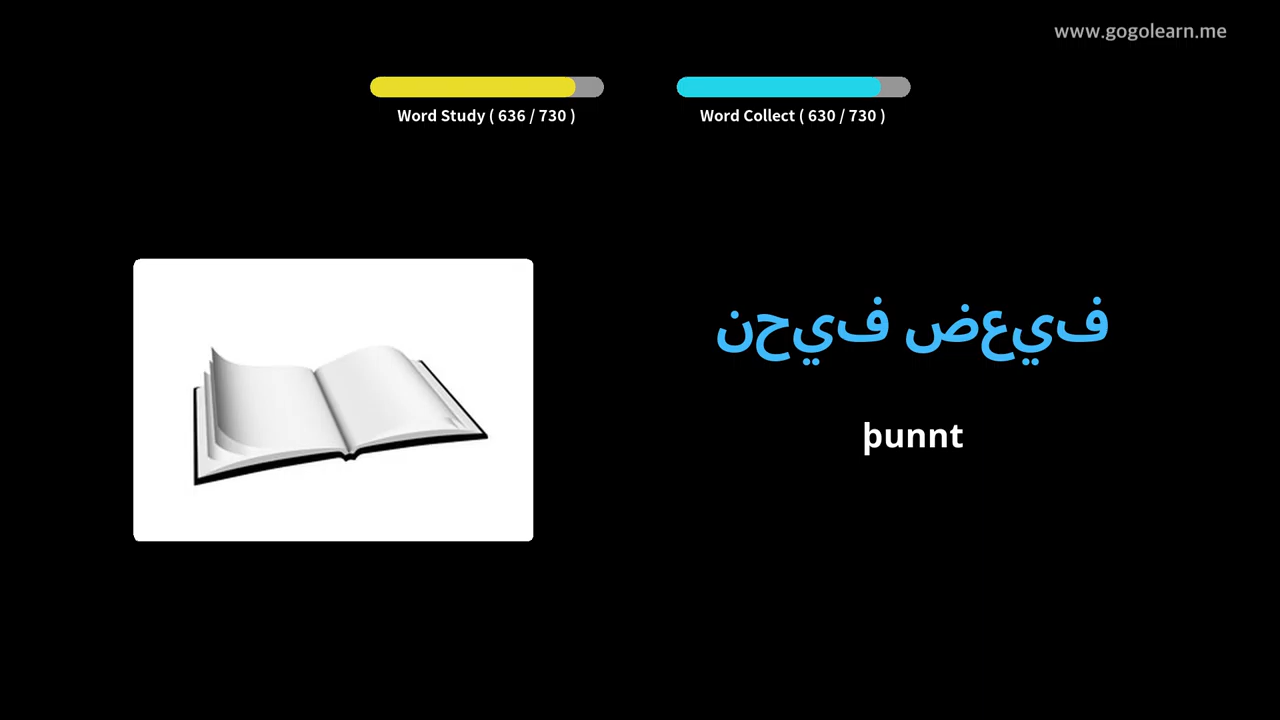 www.gogolearn.me
Word Study ( 636 / 730 )
Word Collect ( 630 / 730 )
نحيف ضعيف
þunnt